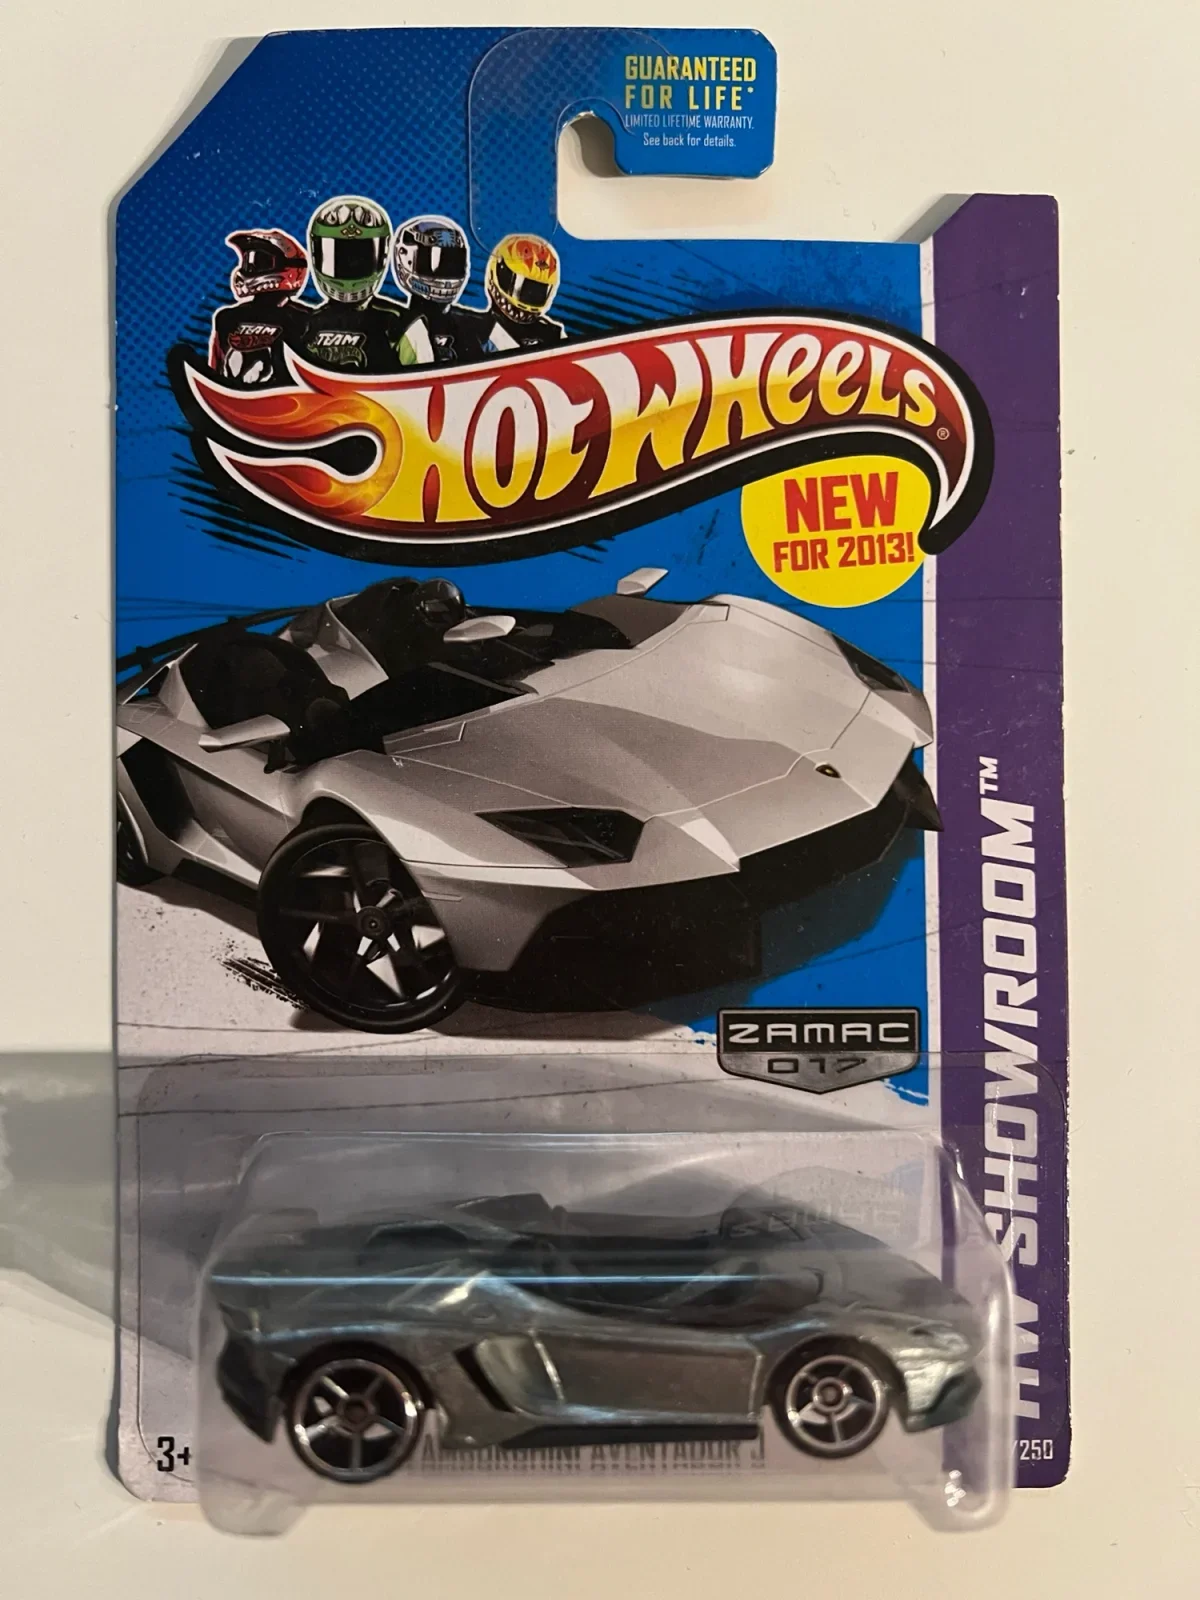 GUARANTEED
FOR LIFE*
LIMITED LIFETIME WARRANTY.
See back for details.
TEAM
TEAM
HOT WHEELS®
NEW
FOR 2013!
HW SHOWROOM™
ZAMAC
017
3+
AVENTADOR J
/250